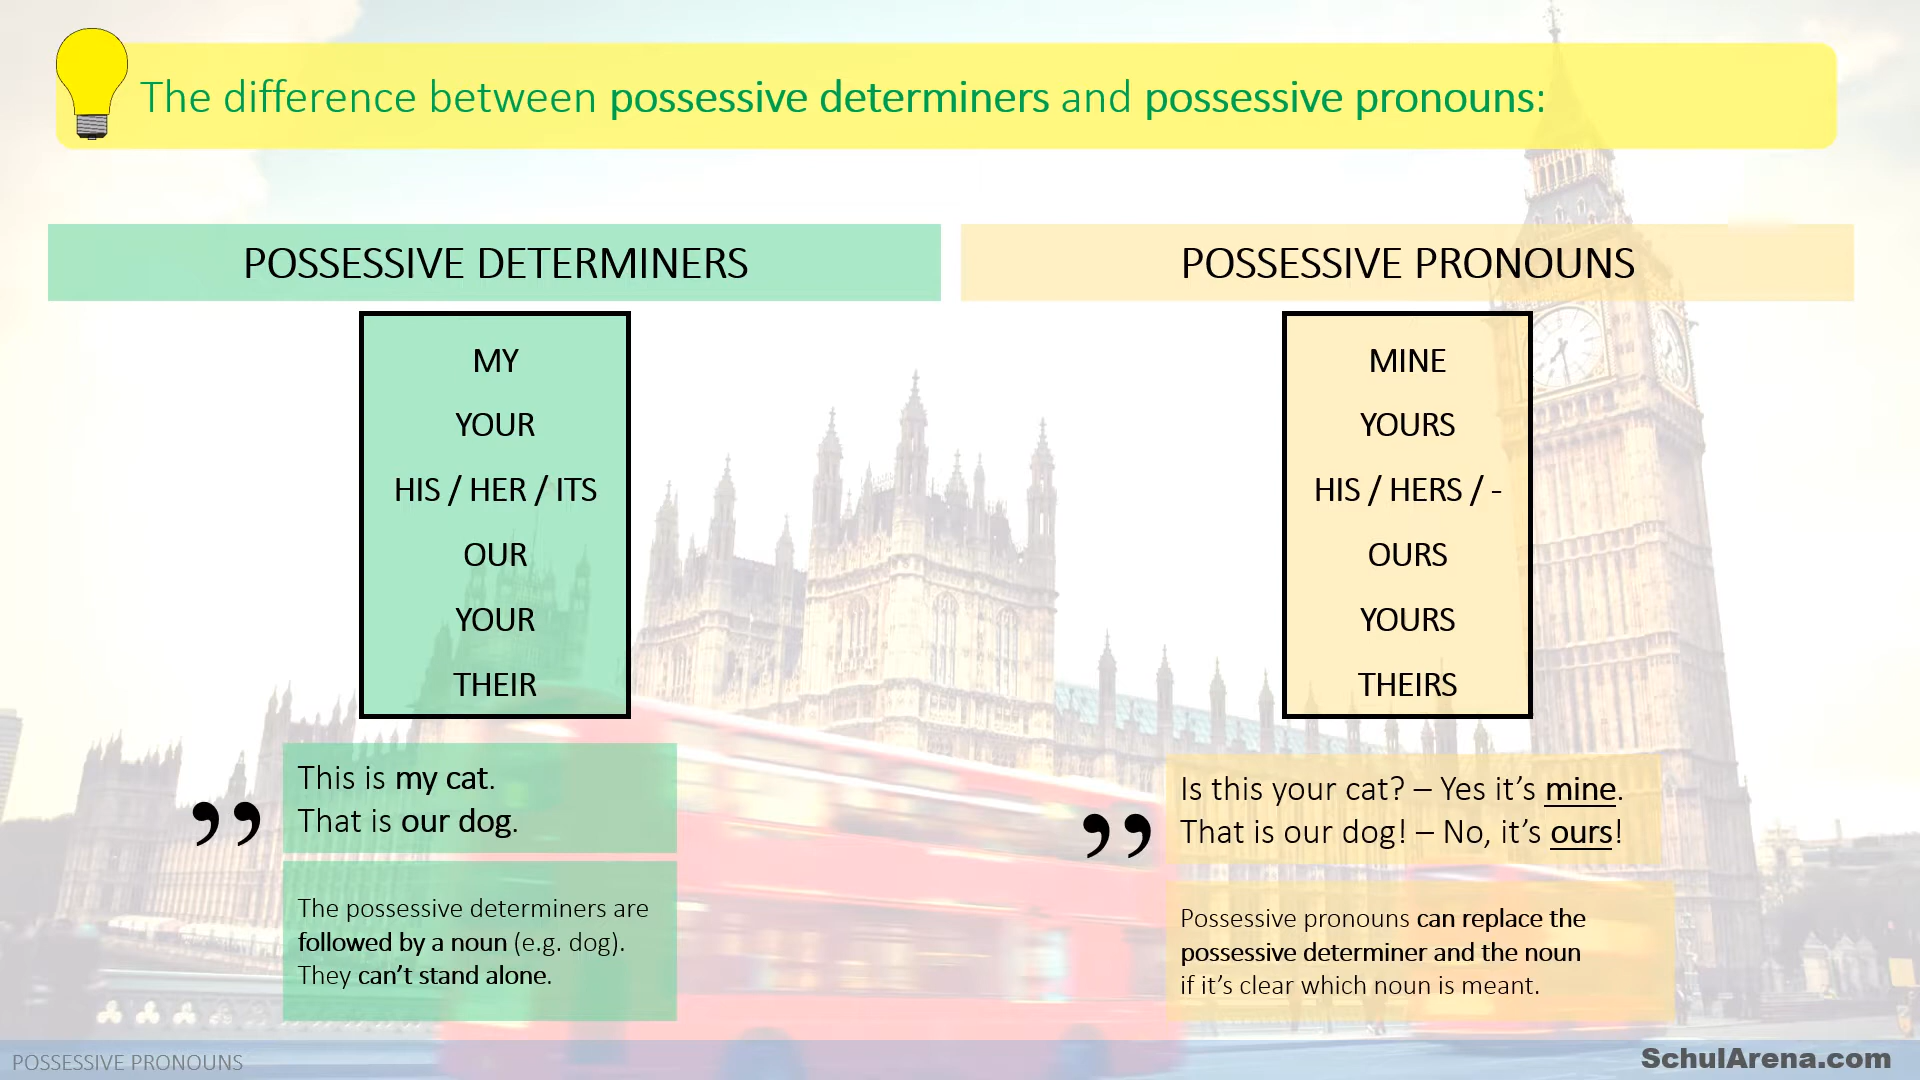 The difference between possessive determiners and possessive pronouns:
POSSESSIVE DETERMINERS
MY
YOUR
HIS / HER / ITS
OUR
YOUR
THEIR
”
This is my cat.
That is our dog.
The possessive determiners are
followed by a noun (e.g. dog).
They can’t stand alone.
POSSESSIVE PRONOUNS
MINE
YOURS
HIS / HERS / -
OURS
YOURS
THEIRS
”
Is this your cat? – Yes it’s mine.
That is our dog! – No, it’s ours!
Possessive pronouns can replace the
possessive determiner and the noun
if it’s clear which noun is meant.
POSSESSIVE PRONOUNS
SchulArena.com